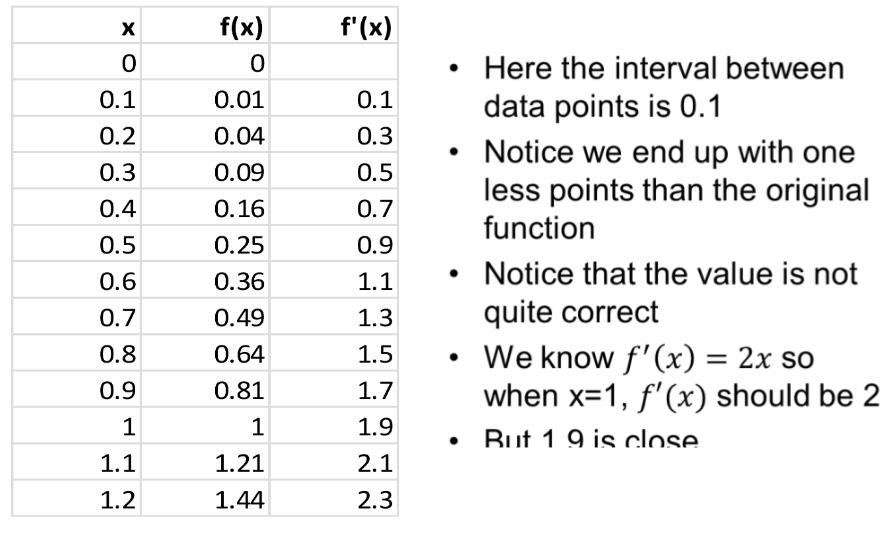 x f(x) f'(x)
0 0
0.1 0.01 0.1
0.2 0.04 0.3
0.3 0.09 0.5
0.4 0.16 0.7
0.5 0.25 0.9
0.6 0.36 1.1
0.7 0.49 1.3
0.8 0.64 1.5
0.9 0.81 1.7
1 1 1.9
1.1 1.21 2.1
1.2 1.44 2.3
• Here the interval between
data points is 0.1
• Notice we end up with one
less points than the original
function
• Notice that the value is not
quite correct
• We know f′(x) = 2x so
when x=1, f′(x) should be 2
• But 1.9 is close